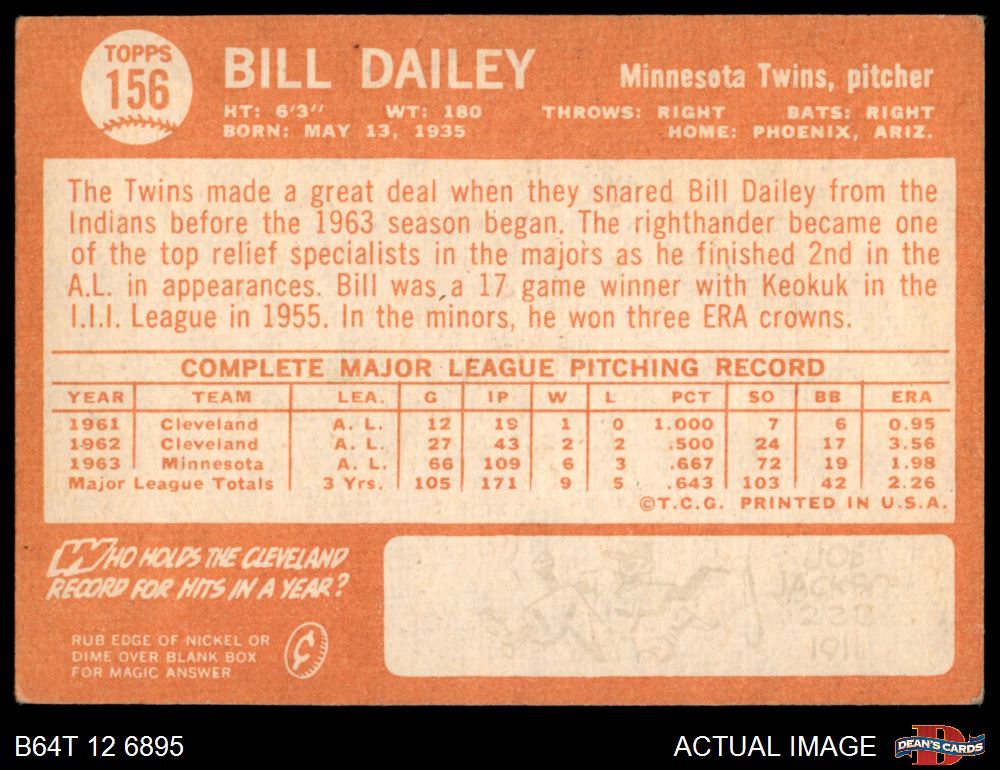 TOPPS
156
BILL DAILEY
Minnesota Twins, pitcher
HT: 6'3" WT: 180 THROWS: RIGHT BATS: RIGHT
BORN: MAY 13, 1935 HOME: PHOENIX, ARIZ.
The Twins made a great deal when they snared Bill Dailey from the
Indians before the 1963 season began. The righthander became one
of the top relief specialists in the majors as he finished 2nd in the
A.L. in appearances. Bill was a 17 game winner with Keokuk in the
I.I.I. League in 1955. In the minors, he won three ERA crowns.
COMPLETE MAJOR LEAGUE PITCHING RECORD
YEAR TEAM LEA. G IP W L PCT SO BB ERA
1961 Cleveland A. L. 12 19 1 0 1.000 7 6 0.95
1962 Cleveland A. L. 27 43 2 2 .500 24 17 3.56
1963 Minnesota A. L. 66 109 6 3 .667 72 19 1.98
Major League Totals 3 Yrs. 105 171 9 5 .643 103 42 2.26
©T.C.G. PRINTED IN U.S.A.
WHO HOLDS THE CLEVELAND
RECORD FOR HITS IN A YEAR?
RUB EDGE OF NICKEL OR
DIME OVER BLANK BOX
FOR MAGIC ANSWER
¢
JOE
233
1911
B64T 12 6895
ACTUAL IMAGE
DEAN'S CARDS